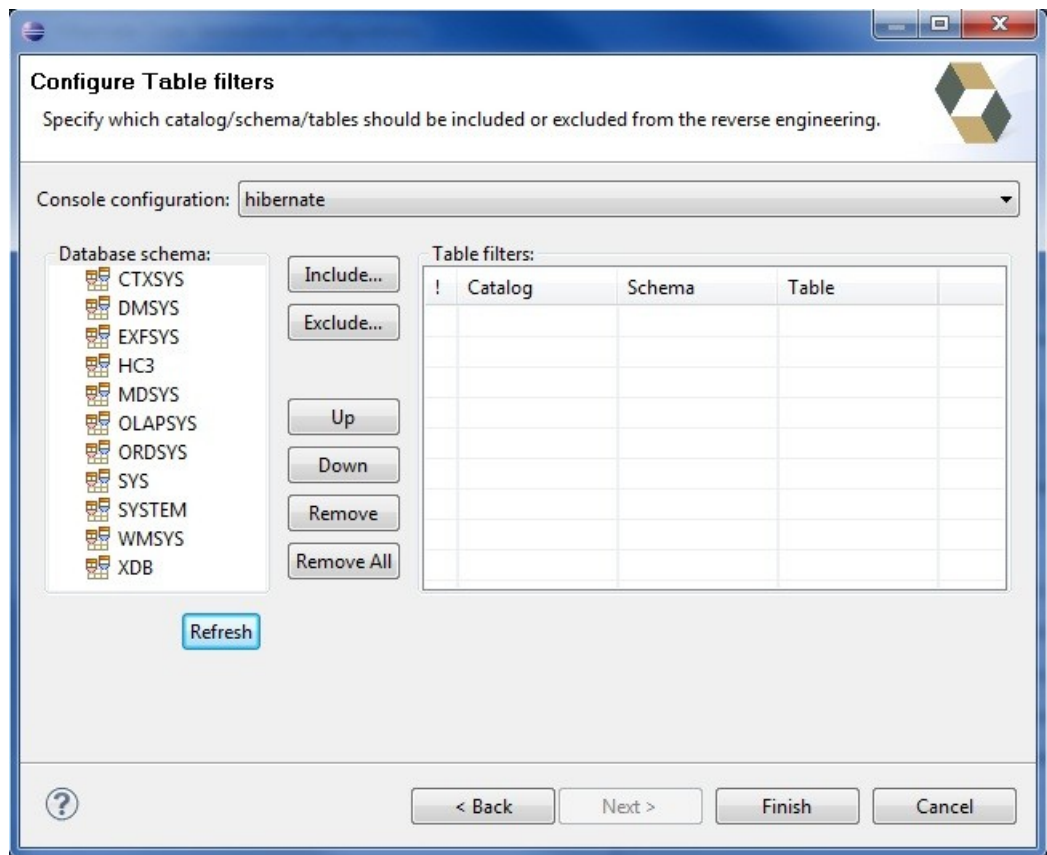 Configure Table filters
Specify which catalog/schema/tables should be included or excluded from the reverse engineering.
Console configuration: hibernate
Database schema:
CTXSYS
DMSYS
EXFSYS
HC3
MDSYS
OLAPSYS
ORDSYS
SYS
SYSTEM
WMSYS
XDB
Refresh
Include...
Exclude...
Up
Down
Remove
Remove All
Table filters:
! Catalog Schema Table
? < Back Next > Finish Cancel